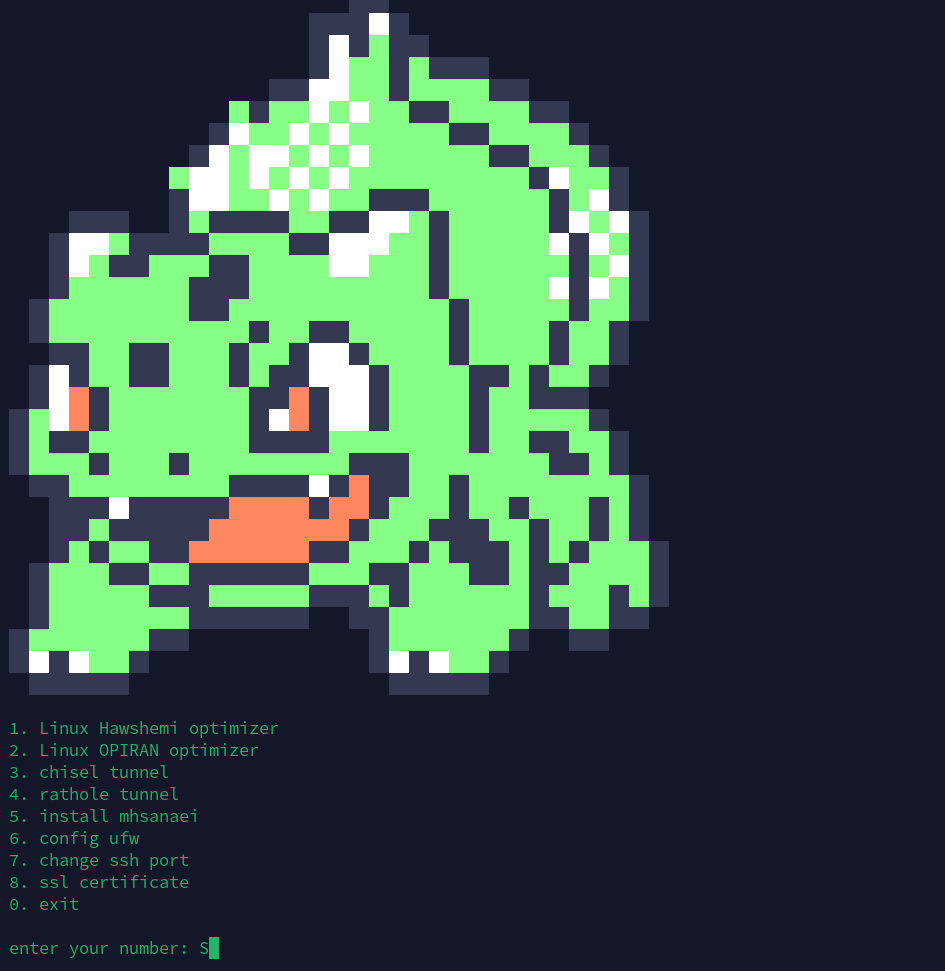 1. Linux Hawshemi optimizer
2. Linux OPIRAN optimizer
3. chisel tunnel
4. rathole tunnel
5. install mhsanaei
6. config ufw
7. change ssh port
8. ssl certificate
0. exit
enter your number: S